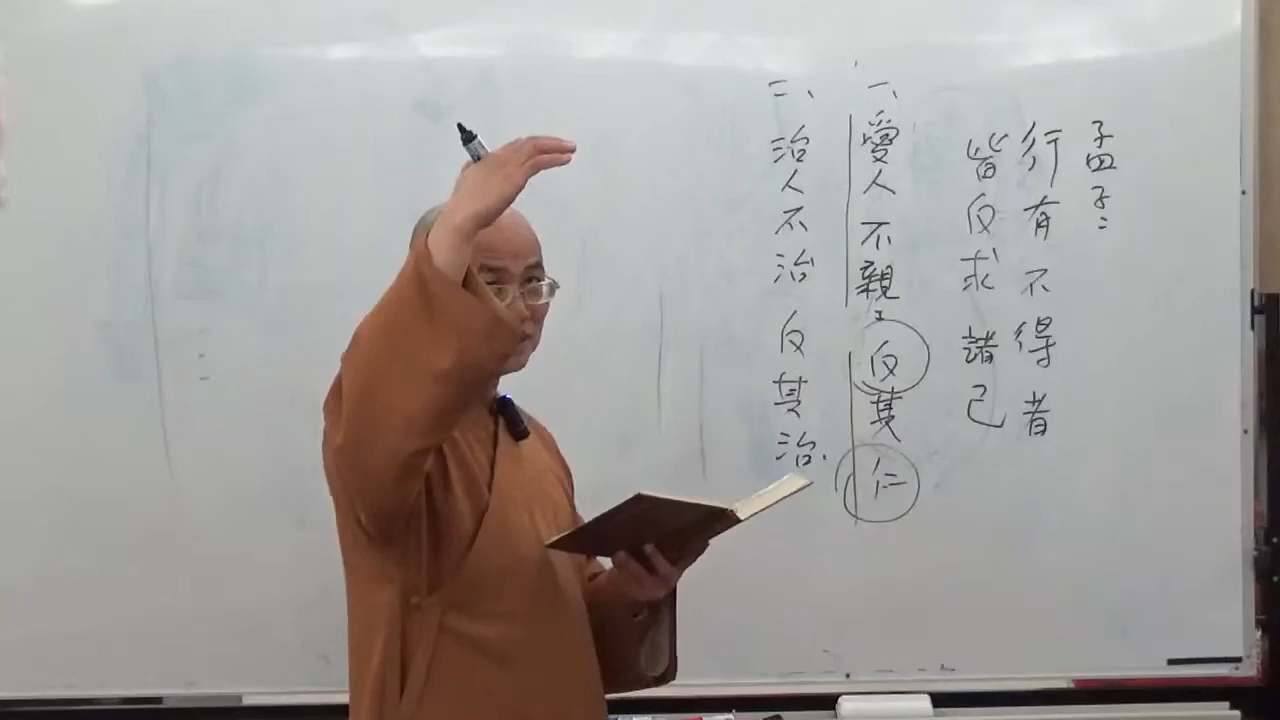 孟子：
行有不得者
皆反求諸己
一、愛人不親，反其仁
二、治人不治反其治